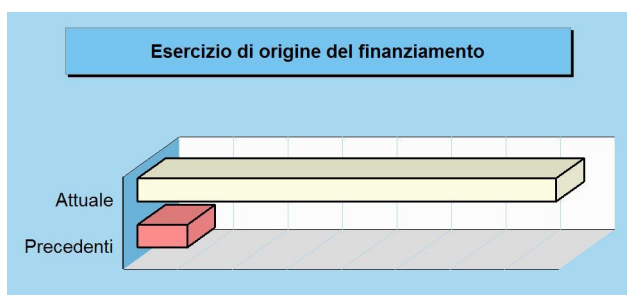 Esercizio di origine del finanziamento
Attuale
Precedenti